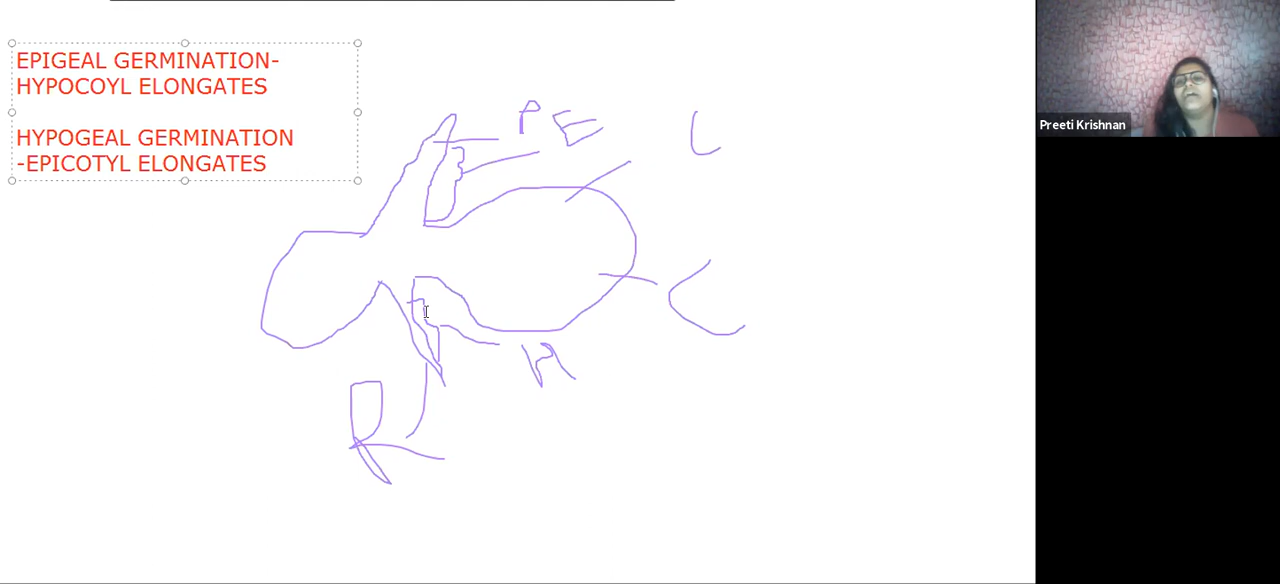 EPIGEAL GERMINATION-
HYPOCOYL ELONGATES
HYPOGEAL GERMINATION
-EPICOTYL ELONGATES
P
E
L
C
H
R
Preeti Krishnan